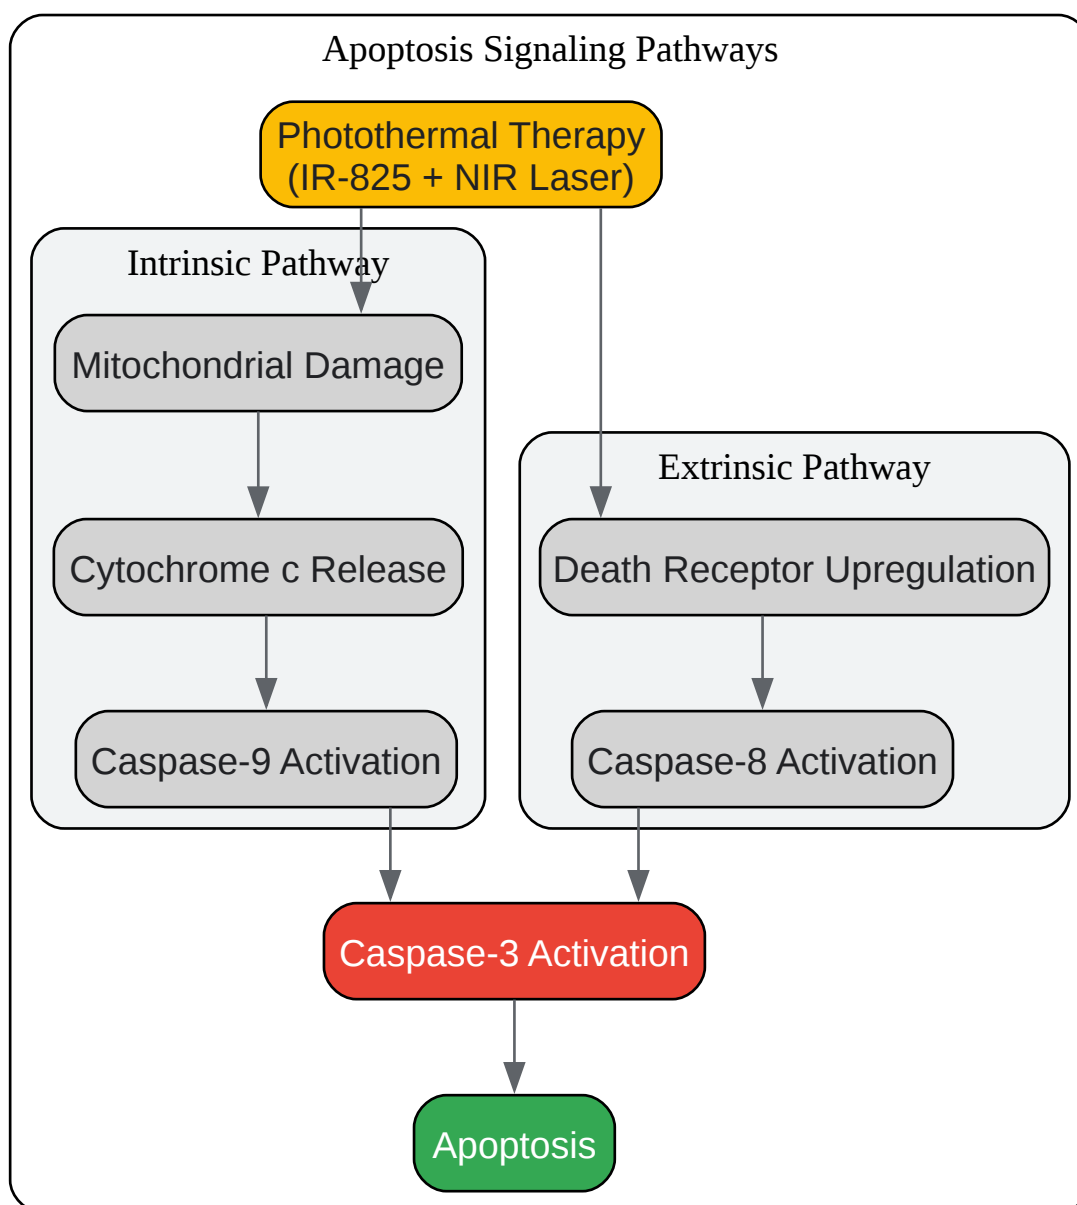 Apoptosis Signaling Pathways
Photothermal Therapy
(IR-825 + NIR Laser)
Intrinsic Pathway
Mitochondrial Damage
Cytochrome c Release
Caspase-9 Activation
Extrinsic Pathway
Death Receptor Upregulation
Caspase-8 Activation
Caspase-3 Activation
Apoptosis